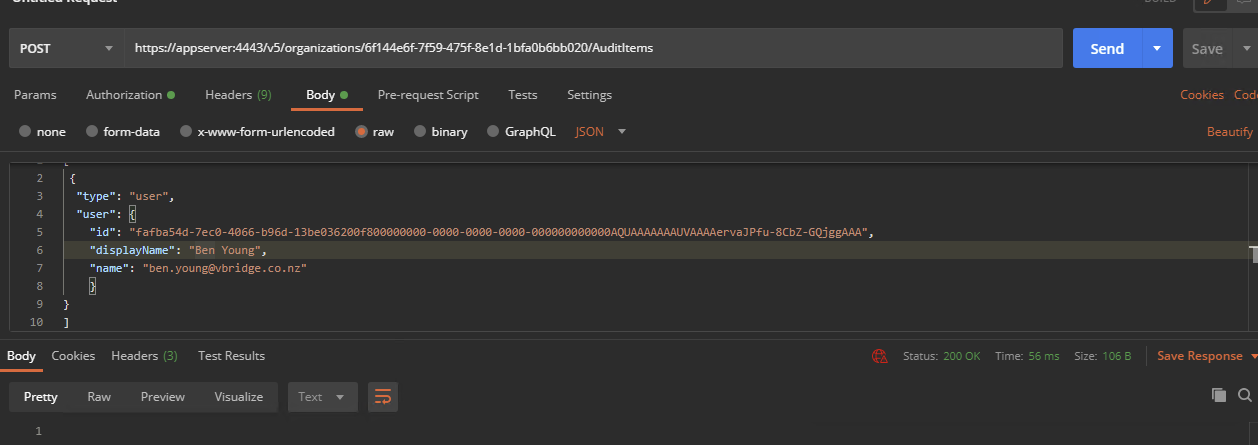 Untitled Request
BUILD
POST https://appserver:4443/v5/organizations/6f144e6f-7f59-475f-8e1d-1bfa0b6bb020/AuditItems Send Save
Params Authorization Headers (9) Body Pre-request Script Tests Settings Cookies Code
none form-data x-www-form-urlencoded raw binary GraphQL JSON Beautify
2 {
3 "type": "user",
4 "user": {
5 "id": "fafba54d-7ec0-4066-b96d-13be036200f800000000-0000-0000-0000-000000000000AQUAAAAAAAUVAAAAervaJPfu-8CbZ-GQjggAAA",
6 "displayName": "Ben Young",
7 "name": "ben.young@vbridge.co.nz"
8 }
9 }
10 ]
Body Cookies Headers (3) Test Results Status: 200 OK Time: 56 ms Size: 106 B Save Response
Pretty Raw Preview Visualize Text
1